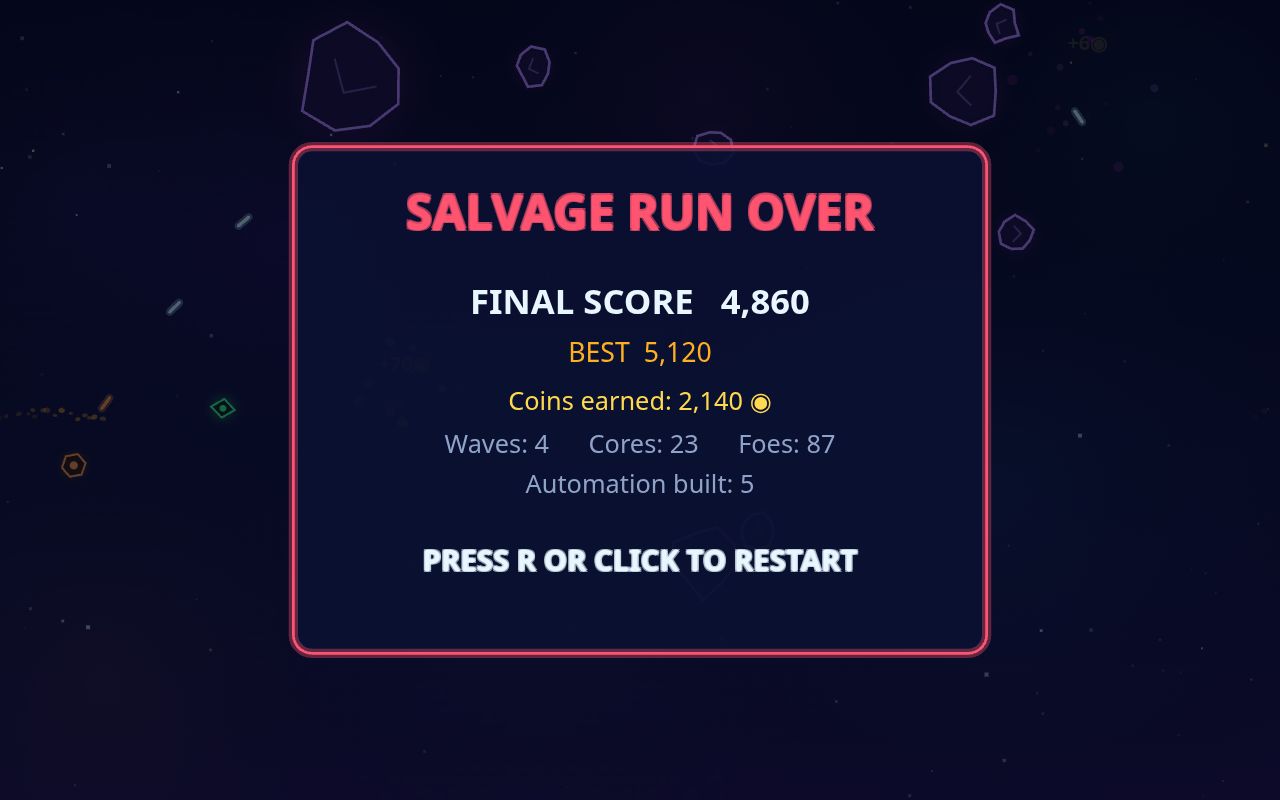 +6◉
SALVAGE RUN OVER
FINAL SCORE 4,860
BEST 5,120
+70◉
Coins earned: 2,140 ◉
Waves: 4 Cores: 23 Foes: 87
Automation built: 5
PRESS R OR CLICK TO RESTART